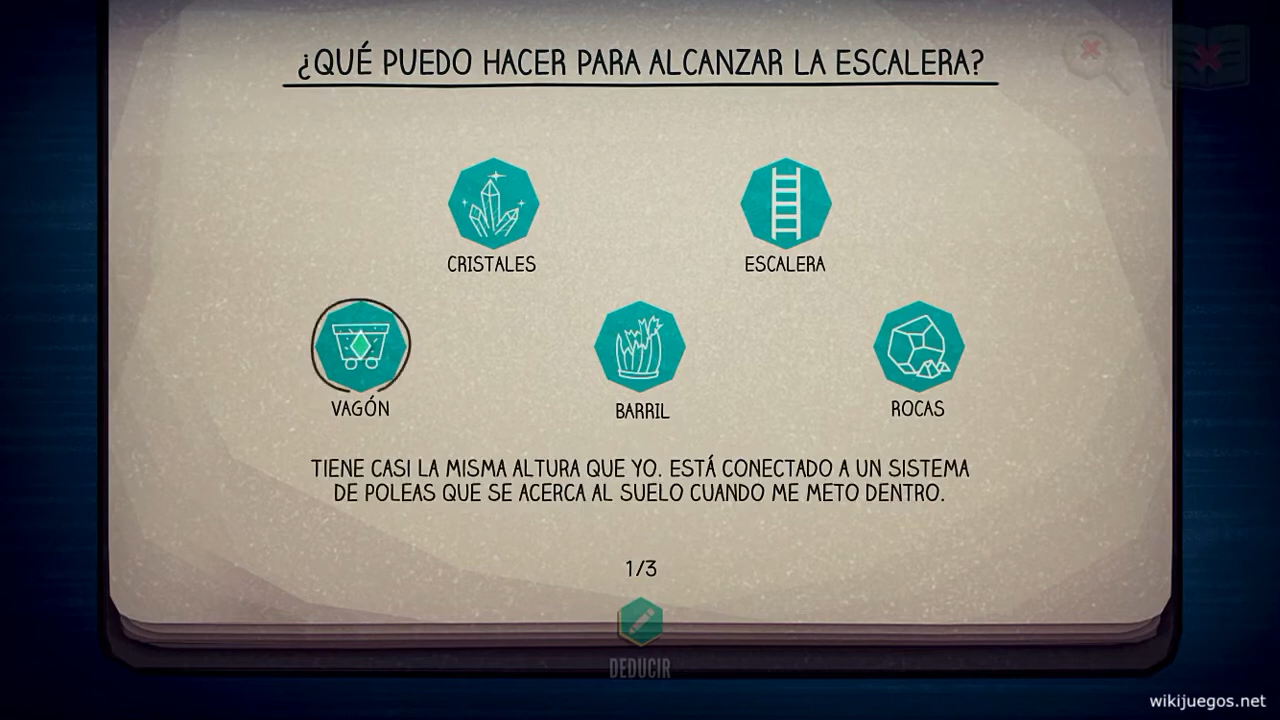 ¿QUÉ PUEDO HACER PARA ALCANZAR LA ESCALERA?
CRISTALES
ESCALERA
VAGÓN
BARRIL
ROCAS
TIENE CASI LA MISMA ALTURA QUE YO. ESTÁ CONECTADO A UN SISTEMA
DE POLEAS QUE SE ACERCA AL SUELO CUANDO ME METO DENTRO.
1/3
DEDUCIR
wikijuegos.net